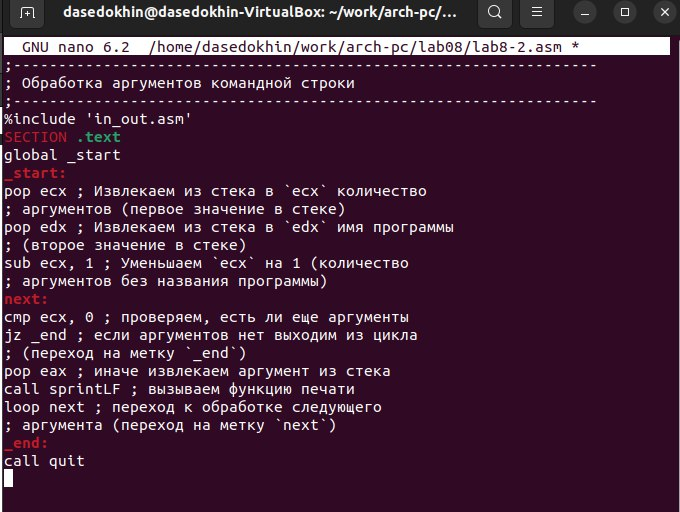 dasedokhin@dasedokhin-VirtualBox: ~/work/arch-pc/...
GNU nano 6.2 /home/dasedokhin/work/arch-pc/lab08/lab8-2.asm *
;---------------------------------------------------------------
; Обработка аргументов командной строки
;---------------------------------------------------------------
%include 'in_out.asm'
SECTION .text
global _start
_start:
pop ecx ; Извлекаем из стека в `ecx` количество
; аргументов (первое значение в стеке)
pop edx ; Извлекаем из стека в `edx` имя программы
; (второе значение в стеке)
sub ecx, 1 ; Уменьшаем `ecx` на 1 (количество
; аргументов без названия программы)
next:
cmp ecx, 0 ; проверяем, есть ли еще аргументы
jz _end ; если аргументов нет выходим из цикла
; (переход на метку `_end`)
pop eax ; иначе извлекаем аргумент из стека
call sprintLF ; вызываем функцию печати
loop next ; переход к обработке следующего
; аргумента (переход на метку `next`)
_end:
call quit